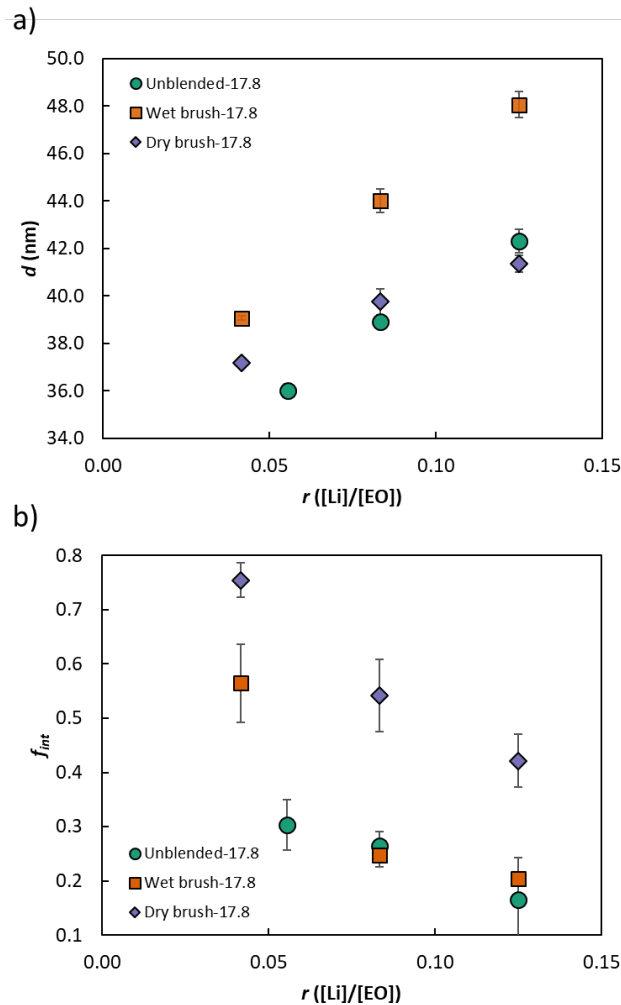 a)
50.0
48.0
46.0
44.0
42.0
40.0
38.0
36.0
34.0
d (nm)
Unblended-17.8
Wet brush-17.8
Dry brush-17.8
0.00
0.05
0.10
0.15
r ([Li]/[EO])
b)
0.8
0.7
0.6
0.5
0.4
0.3
0.2
0.1
fint
Unblended-17.8
Wet brush-17.8
Dry brush-17.8
0.00
0.05
0.10
0.15
r ([Li]/[EO])